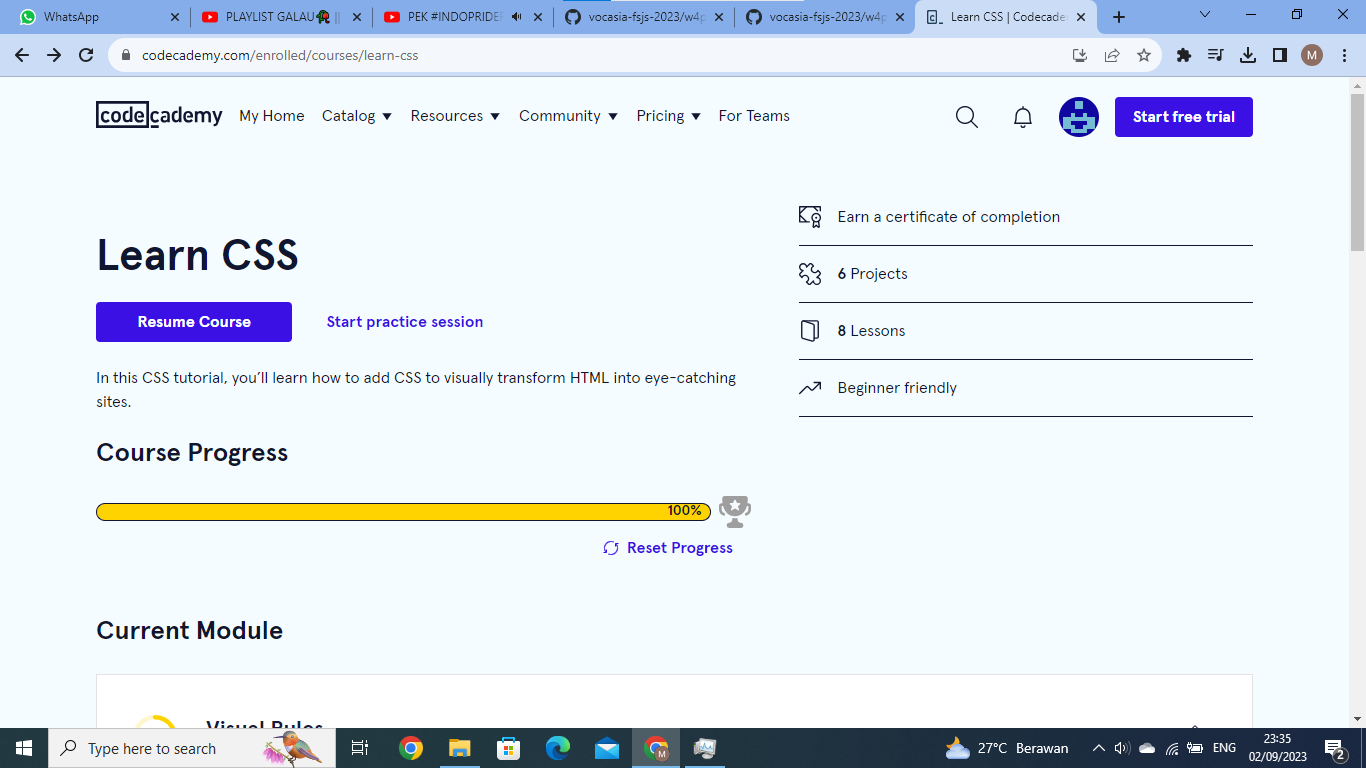 WhatsApp
PLAYLIST GALAU
PEK #INDOPRIDE
vocasia-fsjs-2023/w4p
vocasia-fsjs-2023/w4p
Learn CSS | Codecade
codecademy.com/enrolled/courses/learn-css
M
codecademy
My Home
Catalog
Resources
Community
Pricing
For Teams
Start free trial
Learn CSS
Resume Course
Start practice session
In this CSS tutorial, you’ll learn how to add CSS to visually transform HTML into eye-catching
sites.
Earn a certificate of completion
6 Projects
8 Lessons
Beginner friendly
Course Progress
100%
Reset Progress
Current Module
Visual Rules
Type here to search
M
27°C Berawan
ENG
23:35
02/09/2023
2